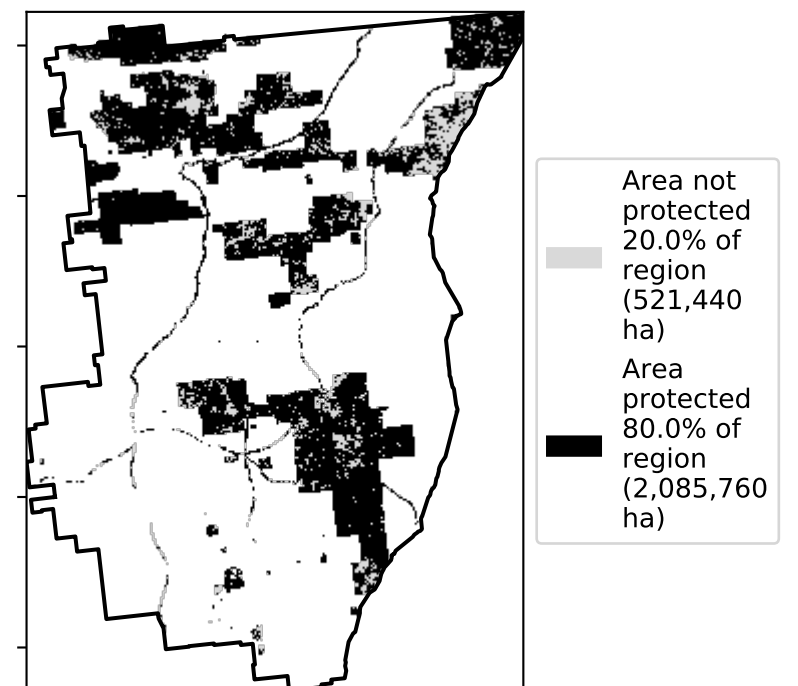 Area not
protected
20.0% of
region
(521,440
ha)
Area
protected
80.0% of
region
(2,085,760
ha)